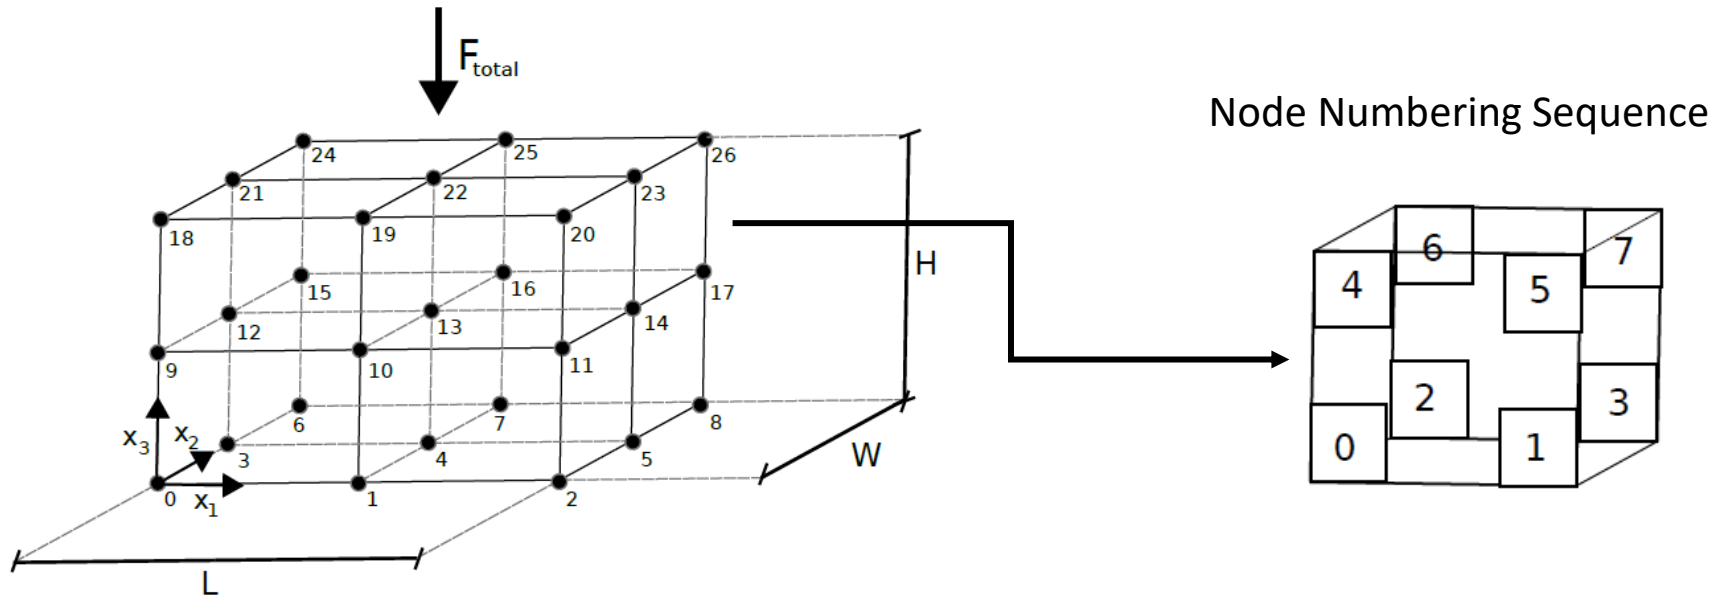 F total
Node Numbering Sequence
24 25 26
21 22 23
18 19 20
15 16 17
12 13 14
9 10 11
6 7 8
3 4 5
0 1 2
x3
x2
x1
H
W
L
6 7
4 5
2 3
0 1